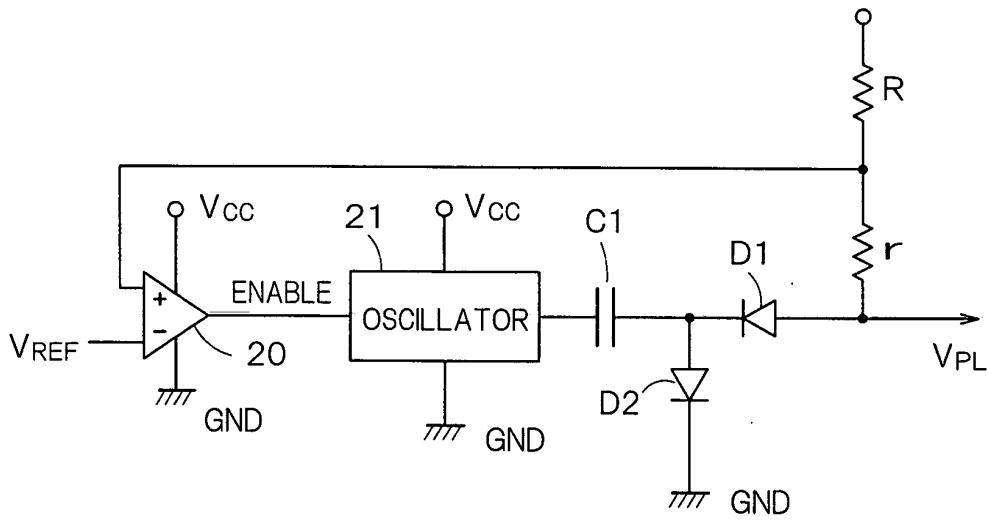 R
VCC
21
VCC
C1
D1
r
+
ENABLE
OSCILLATOR
VREF
−
20
VPL
D2
GND
GND
GND